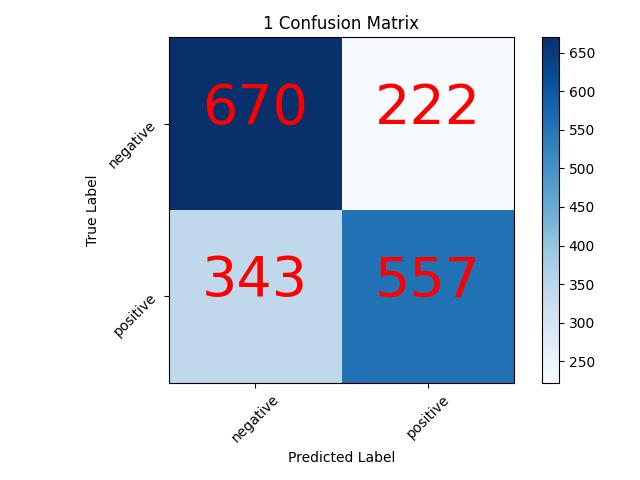 1 Confusion Matrix
670 222
343 557
negative
positive
True Label
negative positive
Predicted Label
650
600
550
500
450
400
350
300
250